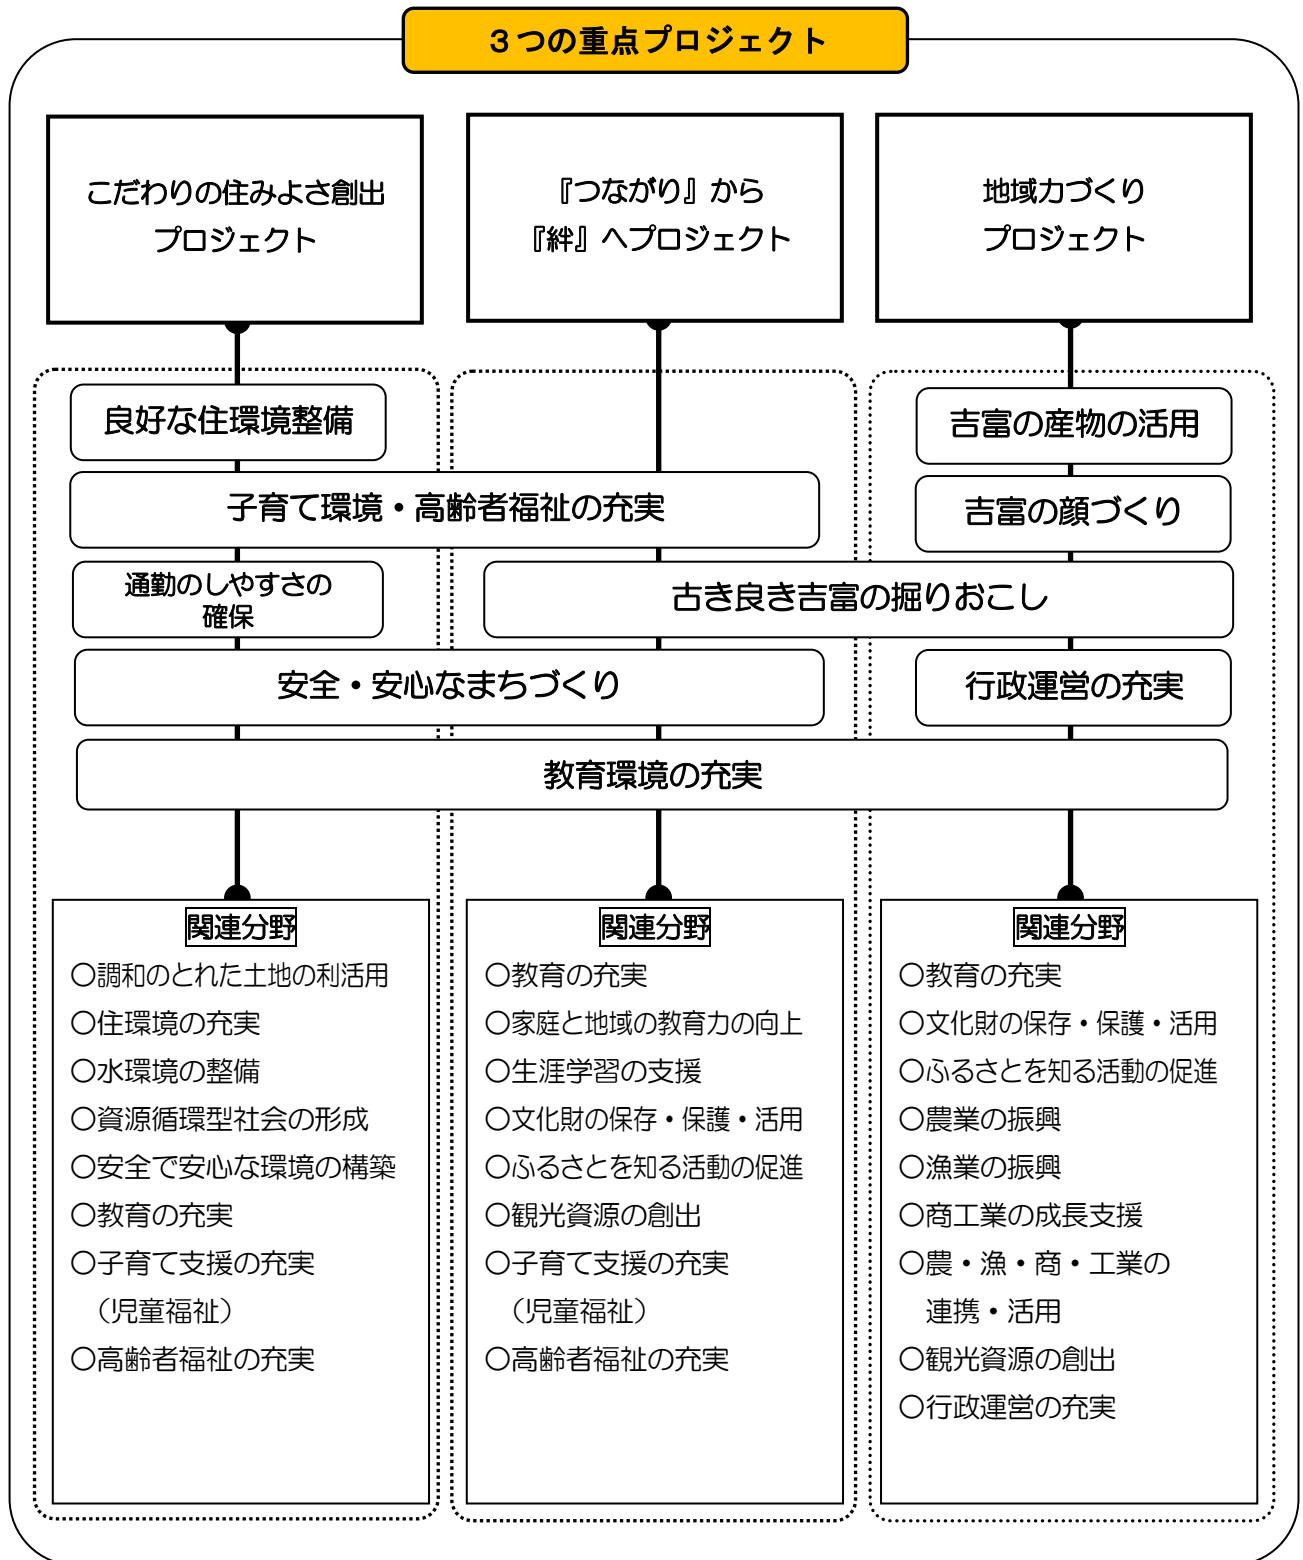 ３つの重点プロジェクト
こだわりの住みよさ創出
プロジェクト
『つながり』から
『絆』へプロジェクト
地域力づくり
プロジェクト
良好な住環境整備
吉富の産物の活用
子育て環境・高齢者福祉の充実
吉富の顔づくり
通勤のしやすさの
確保
古き良き吉富の掘りおこし
安全・安心なまちづくり
行政運営の充実
教育環境の充実
関連分野
〇調和のとれた土地の利活用
〇住環境の充実
〇水環境の整備
〇資源循環型社会の形成
〇安全で安心な環境の構築
〇教育の充実
〇子育て支援の充実
（児童福祉）
〇高齢者福祉の充実
関連分野
〇教育の充実
〇家庭と地域の教育力の向上
〇生涯学習の支援
〇文化財の保存・保護・活用
〇ふるさとを知る活動の促進
〇観光資源の創出
〇子育て支援の充実
（児童福祉）
〇高齢者福祉の充実
関連分野
〇教育の充実
〇文化財の保存・保護・活用
〇ふるさとを知る活動の促進
〇農業の振興
〇漁業の振興
〇商工業の成長支援
〇農・漁・商・工業の
連携・活用
〇観光資源の創出
〇行政運営の充実